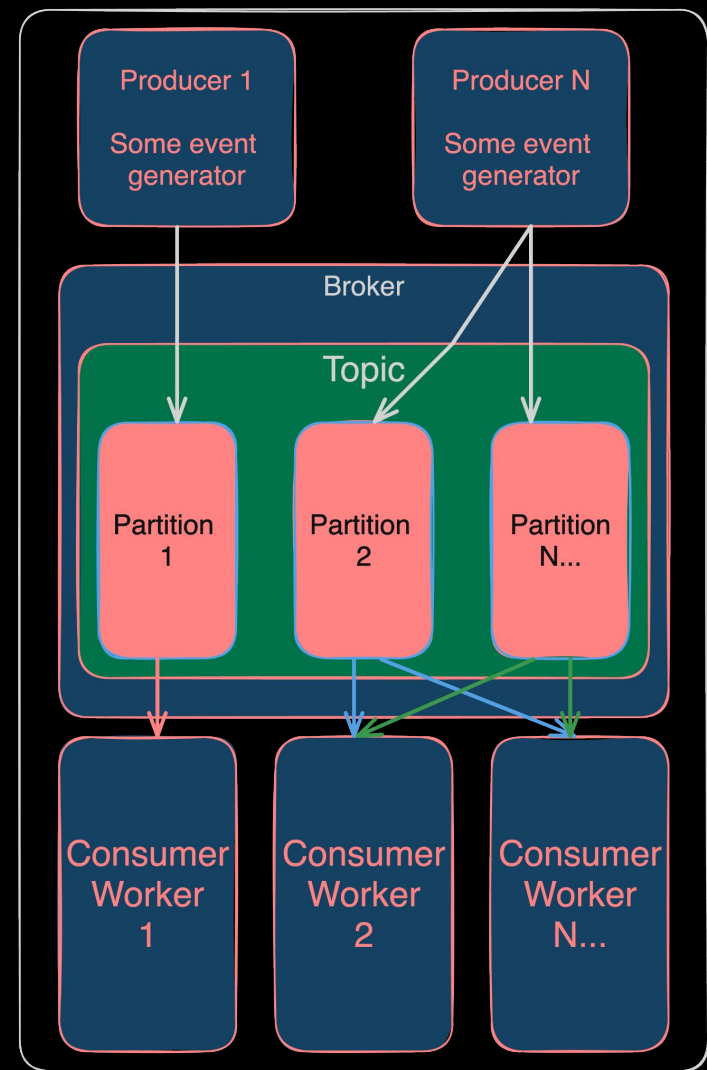 Producer 1
Some event
generator
Producer N
Some event
generator
Broker
Topic
Partition
1
Partition
2
Partition
N...
Consumer
Worker
1
Consumer
Worker
2
Consumer
Worker
N...